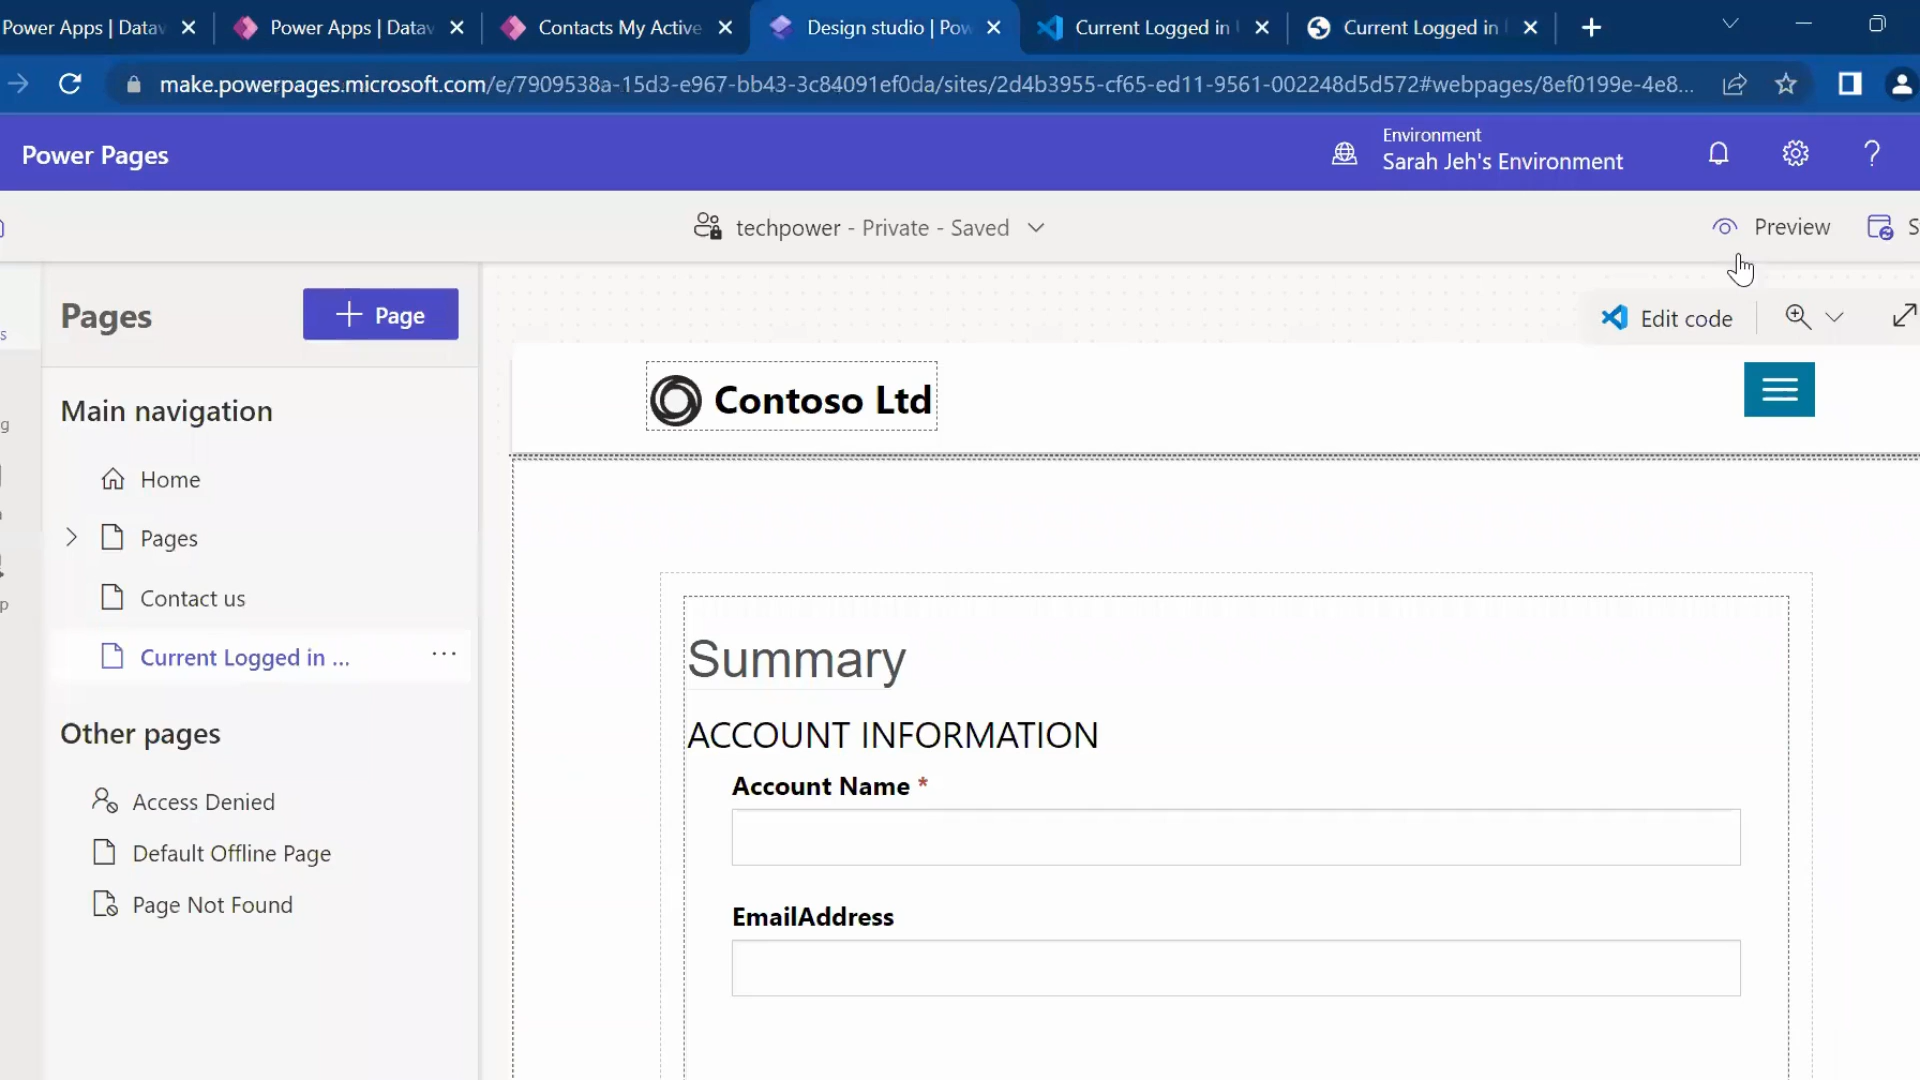 Power Apps | Datav
Power Apps | Datav
Contacts My Active
Design studio | Pow
Current Logged in
Current Logged in
make.powerpages.microsoft.com/e/7909538a-15d3-e967-bb43-3c84091ef0da/sites/2d4b3955-cf65-ed11-9561-002248d5d572#webpages/8ef0199e-4e8...
Power Pages
Environment
Sarah Jeh's Environment
techpower - Private - Saved
Preview
Pages
Page
Edit code
Contoso Ltd
Main navigation
Home
Pages
Contact us
Current Logged in ...
Other pages
Access Denied
Default Offline Page
Page Not Found
Summary
ACCOUNT INFORMATION
Account Name *
EmailAddress